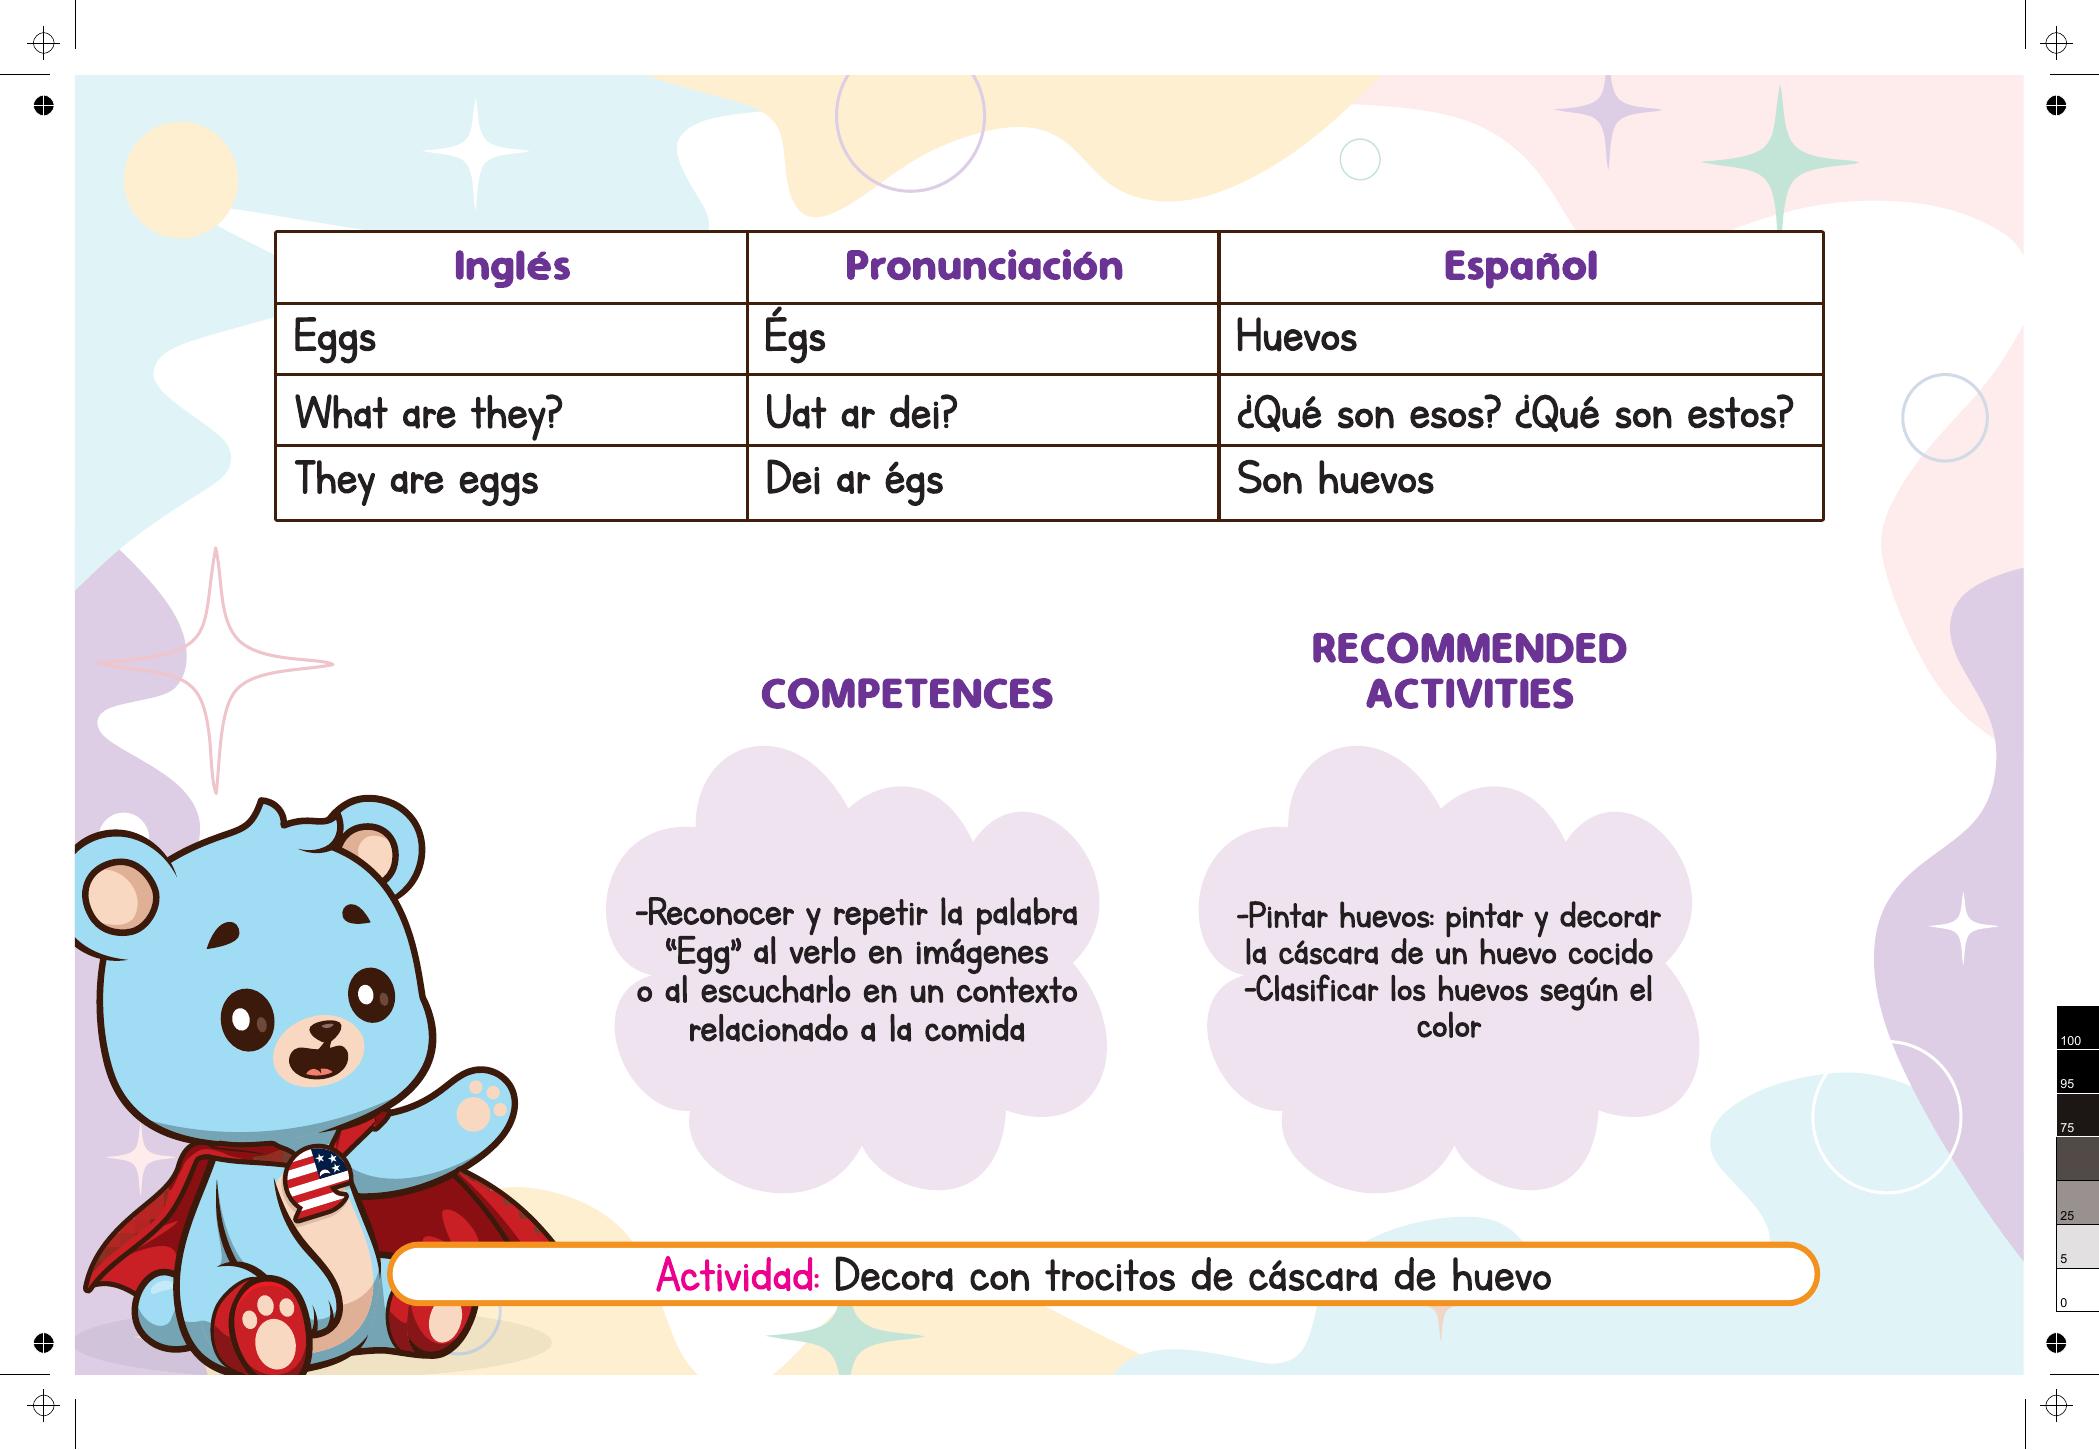 Inglés Pronunciación Español
Eggs Égs Huevos
What are they? Uat ar dei? ¿Qué son esos? ¿Qué son estos?
They are eggs Dei ar égs Son huevos
COMPETENCES
-Reconocer y repetir la palabra
“Egg” al verlo en imágenes
o al escucharlo en un contexto
relacionado a la comida
RECOMMENDED
ACTIVITIES
-Pintar huevos: pintar y decorar
la cáscara de un huevo cocido
-Clasificar los huevos según el
color
Actividad: Decora con trocitos de cáscara de huevo
100
95
75
25
5
0